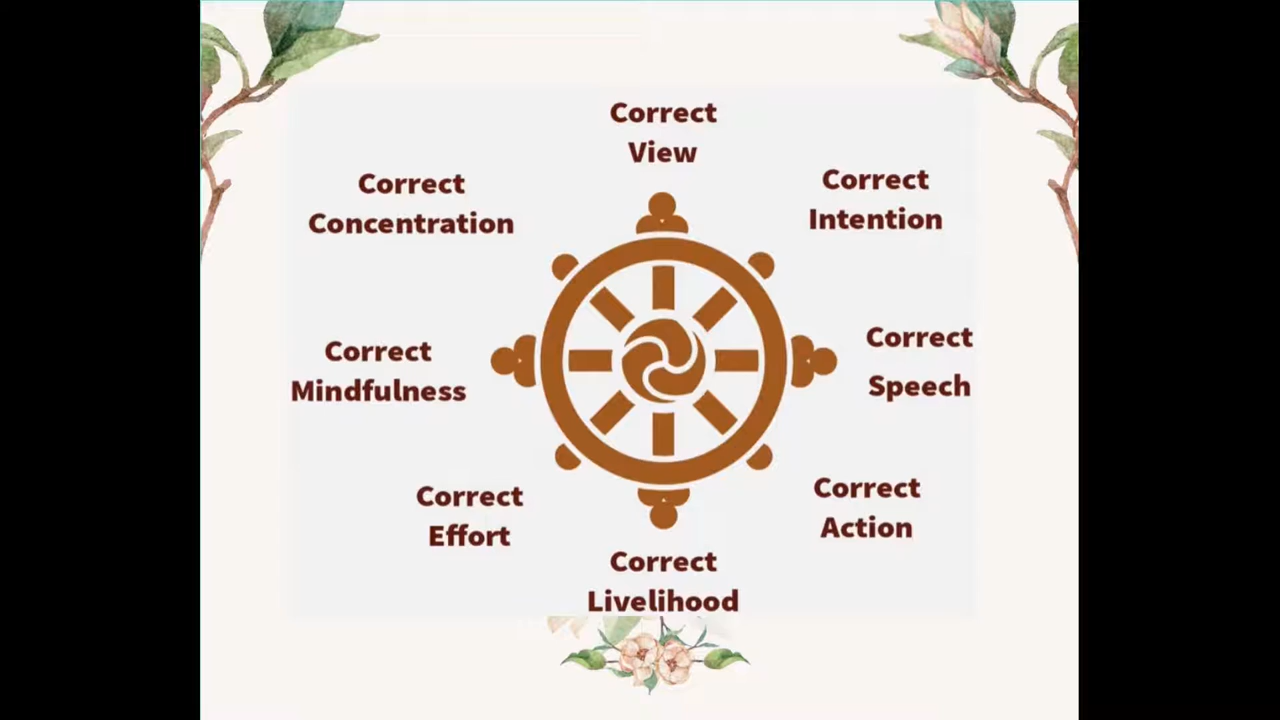 Correct
View
Correct
Intention
Correct
Speech
Correct
Action
Correct
Livelihood
Correct
Effort
Correct
Mindfulness
Correct
Concentration